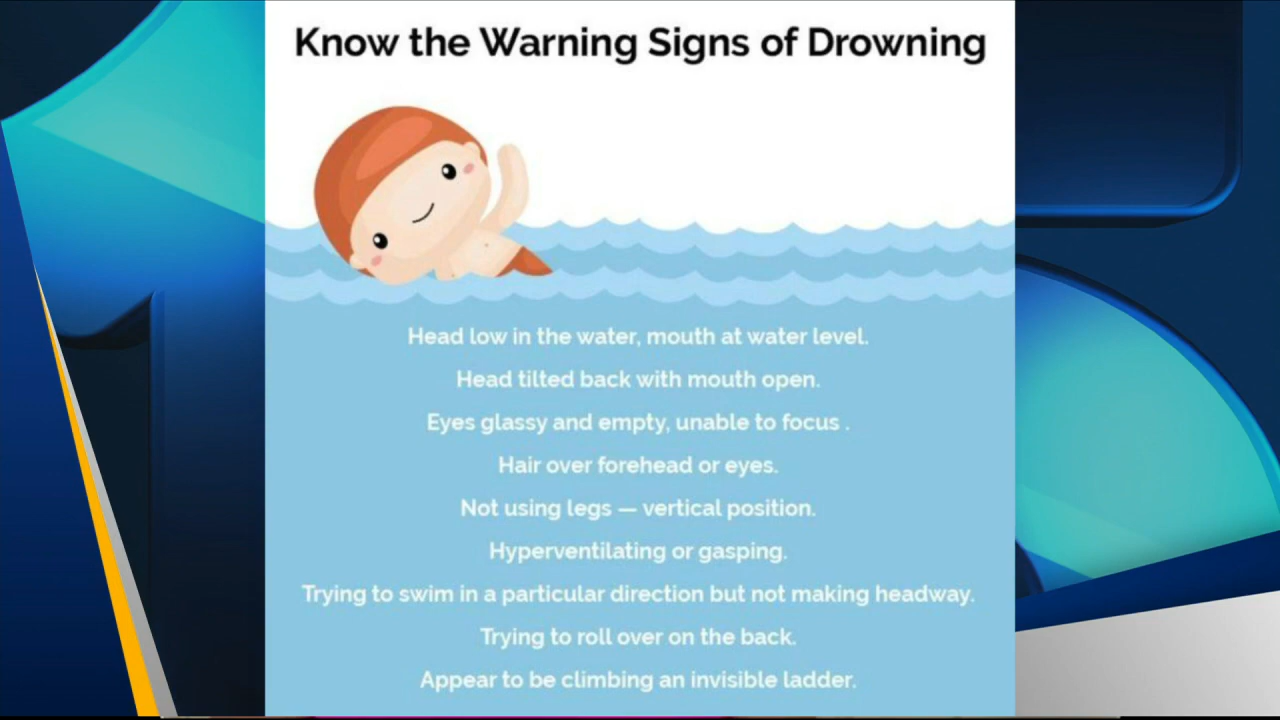 Know the Warning Signs of Drowning
Head low in the water, mouth at water level.
Head tilted back with mouth open.
Eyes glassy and empty, unable to focus .
Hair over forehead or eyes.
Not using legs — vertical position.
Hyperventilating or gasping.
Trying to swim in a particular direction but not making headway.
Trying to roll over on the back.
Appear to be climbing an invisible ladder.